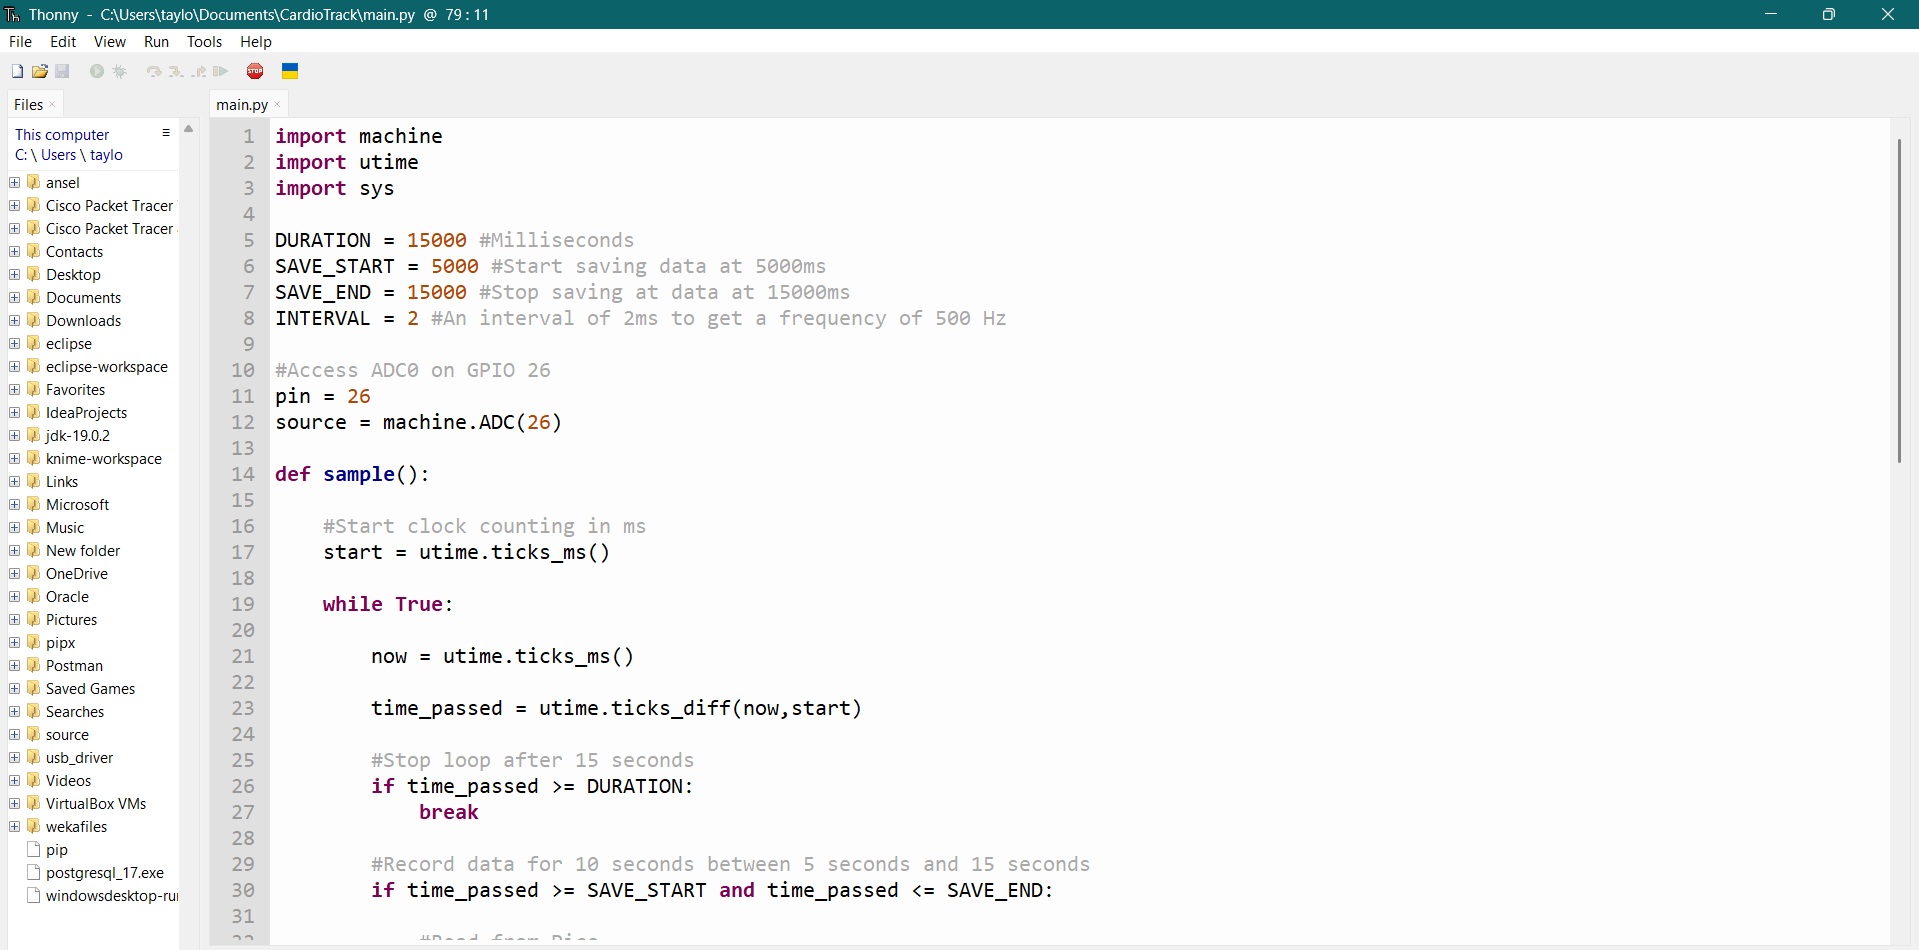 Thonny - C:\Users\taylo\Documents\CardioTrack\main.py @ 79:11
File Edit View Run Tools Help
STOP
Files
main.py
This computer
C: \ Users \ taylo
ansel
Cisco Packet Tracer
Cisco Packet Tracer
Contacts
Desktop
Documents
Downloads
eclipse
eclipse-workspace
Favorites
IdeaProjects
jdk-19.0.2
knime-workspace
Links
Microsoft
Music
New folder
OneDrive
Oracle
Pictures
pipx
Postman
Saved Games
Searches
source
usb_driver
Videos
VirtualBox VMs
wekafiles
pip
postgresql_17.exe
windowsdesktop-ru
1 import machine
2 import utime
3 import sys
4
5 DURATION = 15000 #Milliseconds
6 SAVE_START = 5000 #Start saving data at 5000ms
7 SAVE_END = 15000 #Stop saving at data at 15000ms
8 INTERVAL = 2 #An interval of 2ms to get a frequency of 500 Hz
9
10 #Access ADC0 on GPIO 26
11 pin = 26
12 source = machine.ADC(26)
13
14 def sample():
15
16 #Start clock counting in ms
17 start = utime.ticks_ms()
18
19 while True:
20
21 now = utime.ticks_ms()
22
23 time_passed = utime.ticks_diff(now,start)
24
25 #Stop loop after 15 seconds
26 if time_passed >= DURATION:
27 break
28
29 #Record data for 10 seconds between 5 seconds and 15 seconds
30 if time_passed >= SAVE_START and time_passed <= SAVE_END:
31